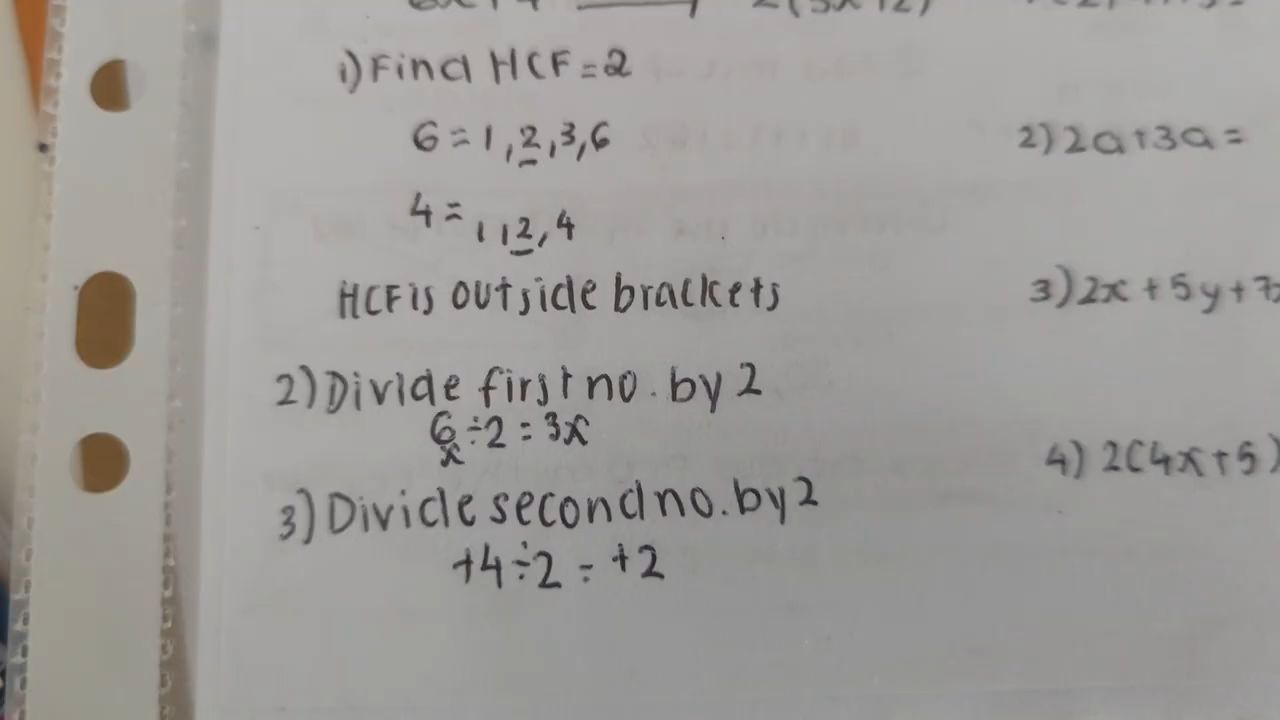 1) Find HCF = 2
6 = 1, 2, 3, 6
4 = 1, 2, 4
HCF is outside brackets
2) Divide first no. by 2
6x ÷ 2 = 3x
3) Divide second no. by 2
+4 ÷ 2 = +2
2) 2a + 3a =
3) 2x + 5y + 7
4) 2(4x + 5)